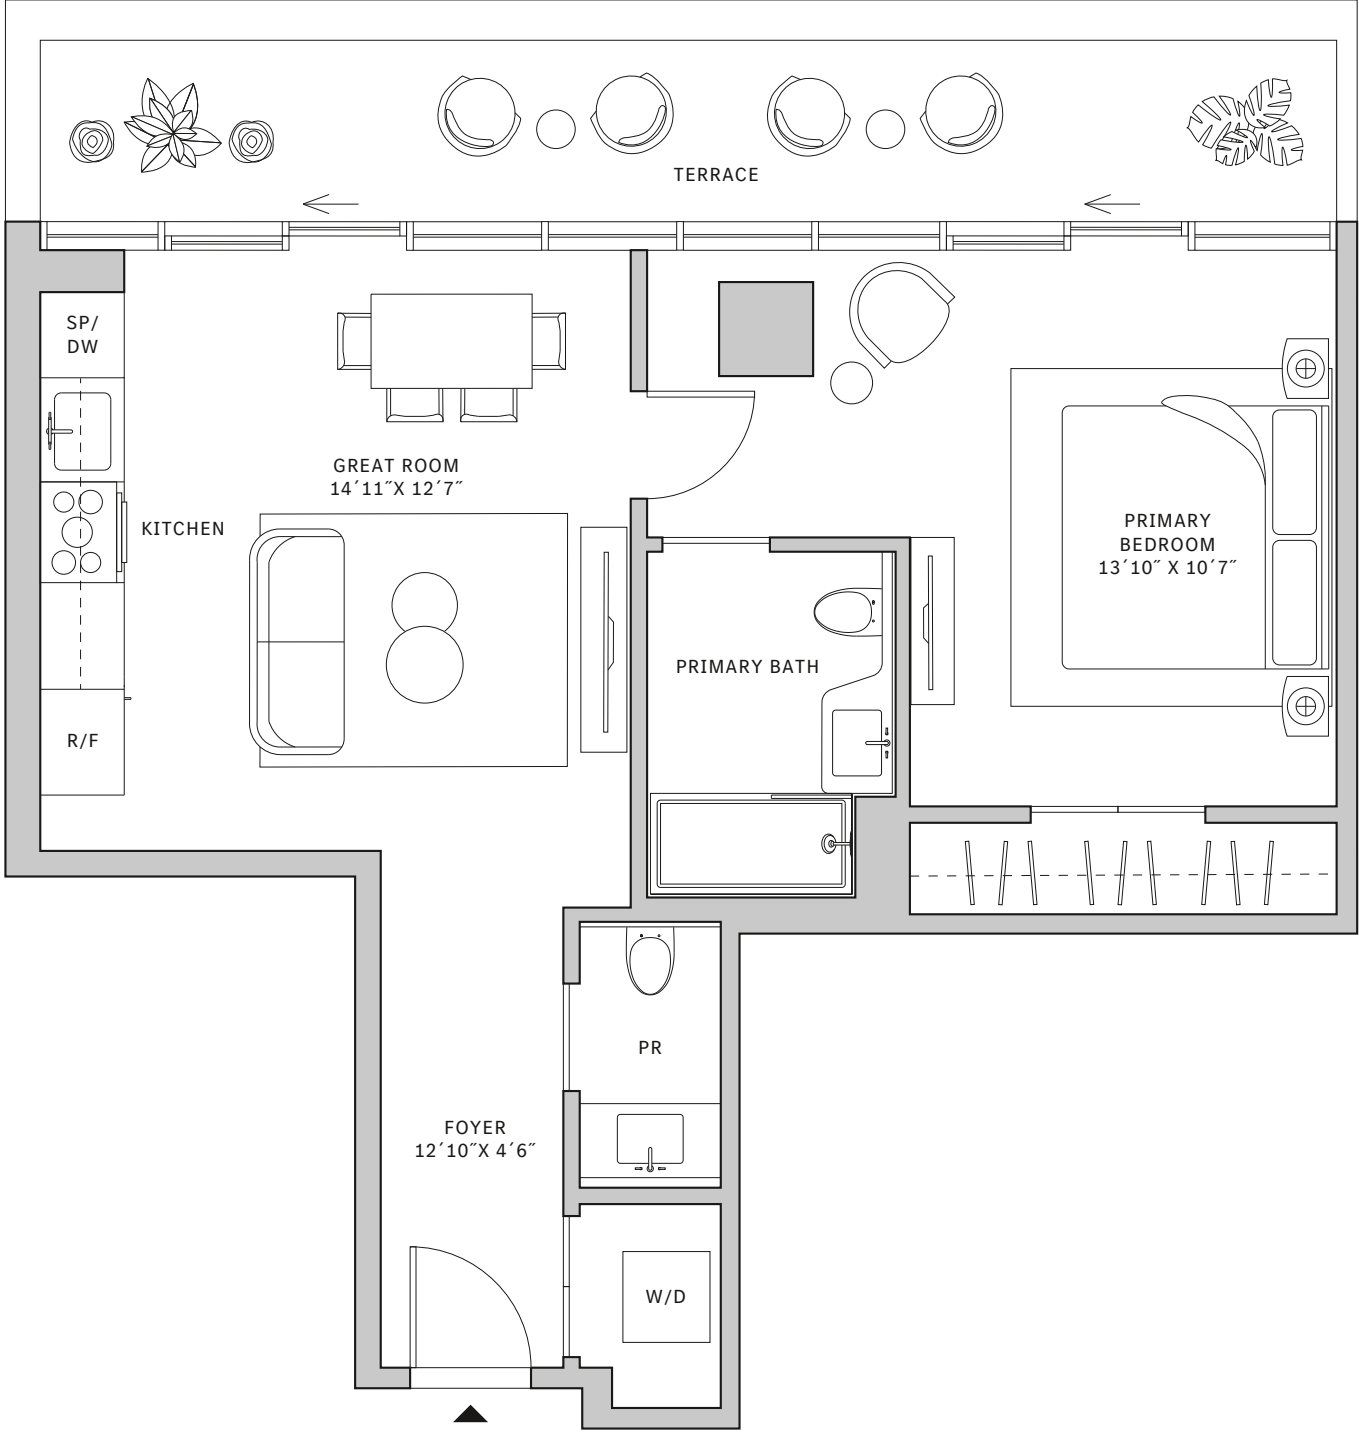 TERRACE
SP/
DW
GREAT ROOM
14´11˝X 12´7˝
KITCHEN
PRIMARY
BEDROOM
13´10˝ X 10´7˝
PRIMARY BATH
R/F
PR
FOYER
12´10˝X 4´6˝
W/D